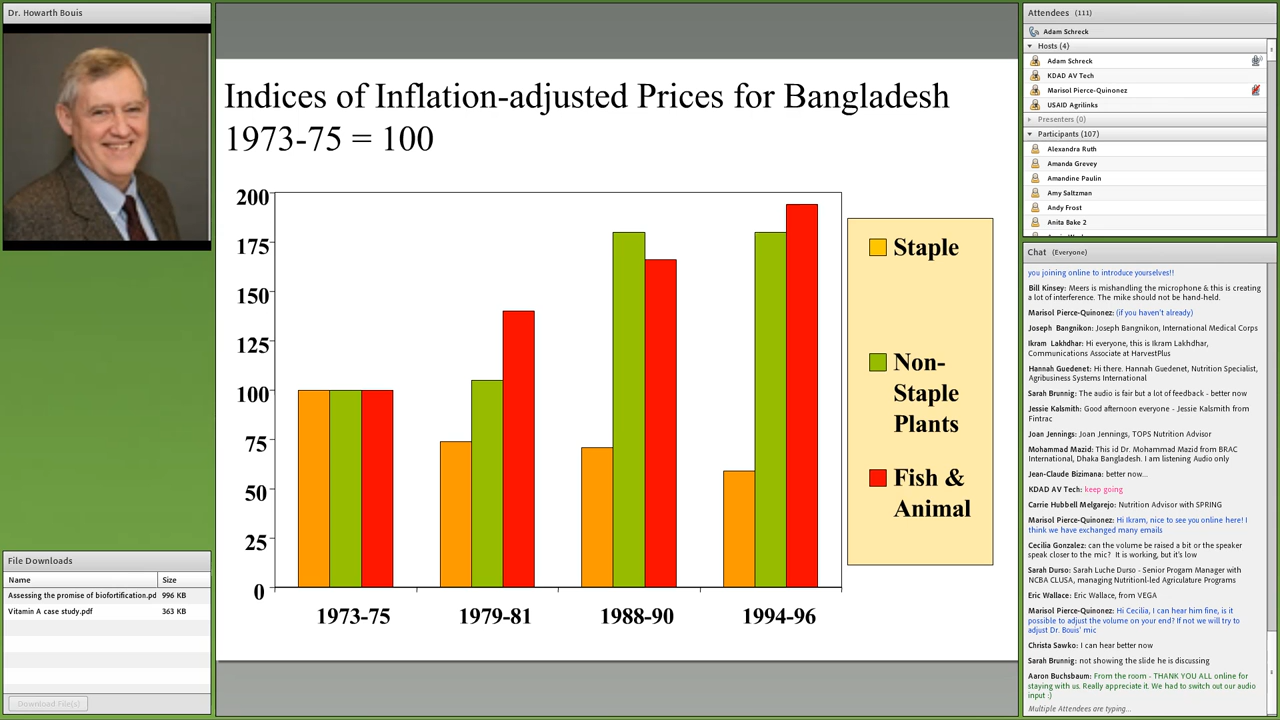 Dr. Howarth Bouis
File Downloads
Name Size
Assessing the promise of biofortification.pd 996 KB
Vitamin A case study.pdf 363 KB
Download File(s)
Indices of Inflation-adjusted Prices for Bangladesh
1973-75 = 100
200
175
150
100
75
50
25
0
1973-75 1979-81 1988-90 1994-96
Staple
Non-
Staple
Plants
Fish &
Animal
Attendees (111)
Adam Schreck
Hosts (4)
Adam Schreck
KDAD AV Tech
Marisol Pierce-Quinonez
USAID Agrilinks
Presenters (0)
Participants (107)
Alexandra Ruth
Amanda Grevey
Amandine Paulin
Amy Saltzman
Andy Frost
Anita Bake 2
Chat (Everyone)
you joining online to introduce yourselves!!
Bill Kinsey: Meers is mishandling the microphone & this is creating
a lot of interference. The mike should not be hand-held.
Marisol Pierce-Quinonez: (if you haven't already)
Joseph Bangnikon: Joseph Bangnikon, International Medical Corps
Ikram Lakhdhar: Hi everyone, this is Ikram Lakhdhar,
Communications Associate at HarvestPlus
Hannah Guedenet: Hi there. Hannah Guedenet, Nutrition Specialist,
Agribusiness Systems International
Sarah Brunnig: The audio is fair but a lot of feedback - better now
Jessie Kalsmith: Good afternoon everyone - Jessie Kalsmith from
Fintrac
Joan Jennings: Joan Jennings, TOPS Nutrition Advisor
Mohammad Mazid: This id Dr. Mohammad Mazid from BRAC
International, Dhaka Bangladesh. I am listening Audio only
Jean-Claude Bizimana: better now...
KDAD AV Tech: keep going
Carrie Hubbell Melgarejo: Nutrition Advisor with SPRING
Marisol Pierce-Quinonez: Hi Ikram, nice to see you online here! I
think we have exchanged many emails
Cecilia Gonzalez: can the volume be raised a bit or the speaker
speak closer to the mic? It is working, but it's low
Sarah Durso: Sarah Luche Durso - Senior Progam Manager with
NCBA CLUSA, managing Nutritionl-led Agriculature Programs
Eric Wallace: Eric Wallace, from VEGA
Marisol Pierce-Quinonez: Hi Cecilia, I can hear him fine, is it
possible to adjust the volume on your end? If not we will try to
adjust Dr. Bouis' mic
Christa Sawko: I can hear better now
Sarah Brunnig: not showing the slide he is discussing
Aaron Buchsbaum: From the room - THANK YOU ALL online for
staying with us. Really appreciate it. We had to switch out our audio
input :)
Multiple Attendees are typing...